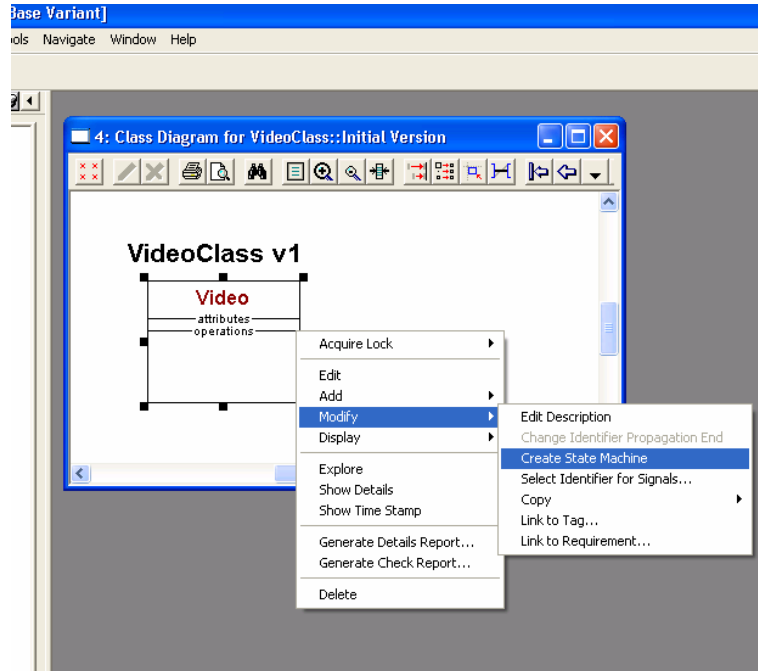 Base Variant]
ols Navigate Window Help
4: Class Diagram for VideoClass::Initial Version
VideoClass v1
Video
attributes
operations
Acquire Lock
Edit
Add
Modify
Display
Explore
Show Details
Show Time Stamp
Generate Details Report...
Generate Check Report...
Delete
Edit Description
Change Identifier Propagation End
Create State Machine
Select Identifier for Signals...
Copy
Link to Tag...
Link to Requirement...